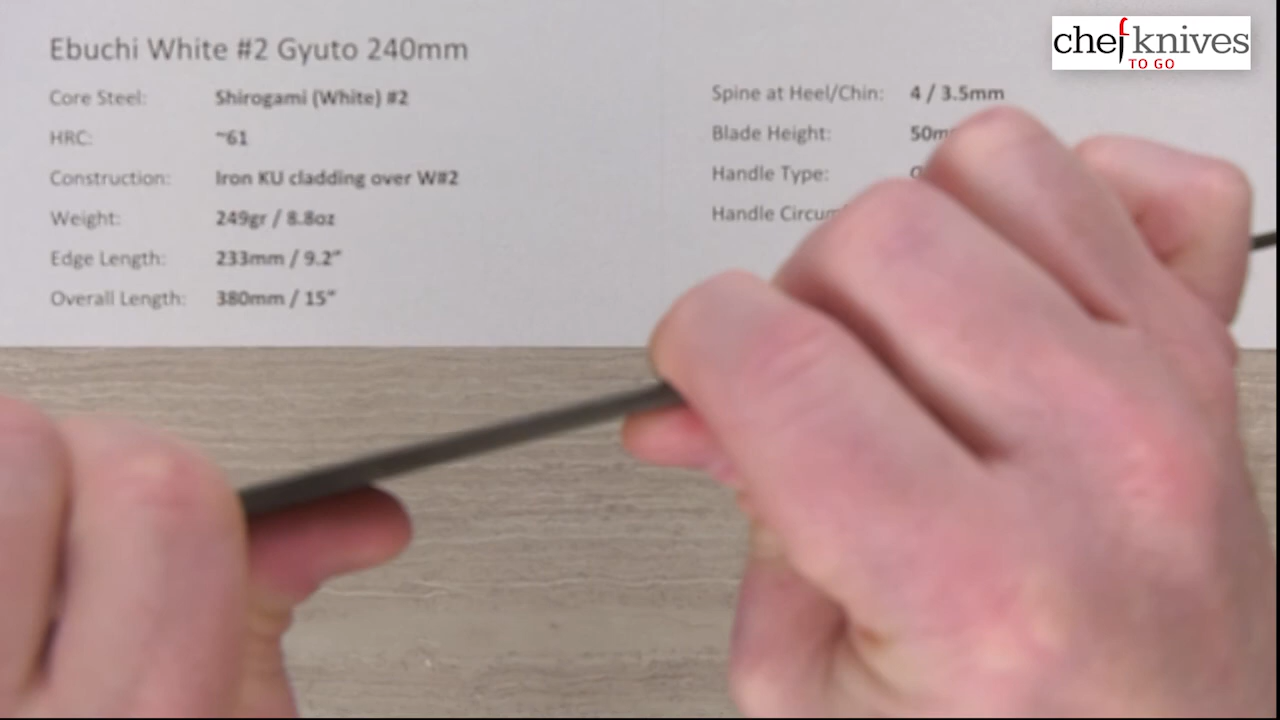 Ebuchi White #2 Gyuto 240mm
Core Steel: Shirogami (White) #2
HRC: ~61
Construction: Iron KU cladding over W#2
Weight: 249gr / 8.8oz
Edge Length: 233mm / 9.2"
Overall Length: 380mm / 15"
Spine at Heel/Chin: 4 / 3.5mm
Blade Height:
Handle Type:
Handle
chefknives
TO GO